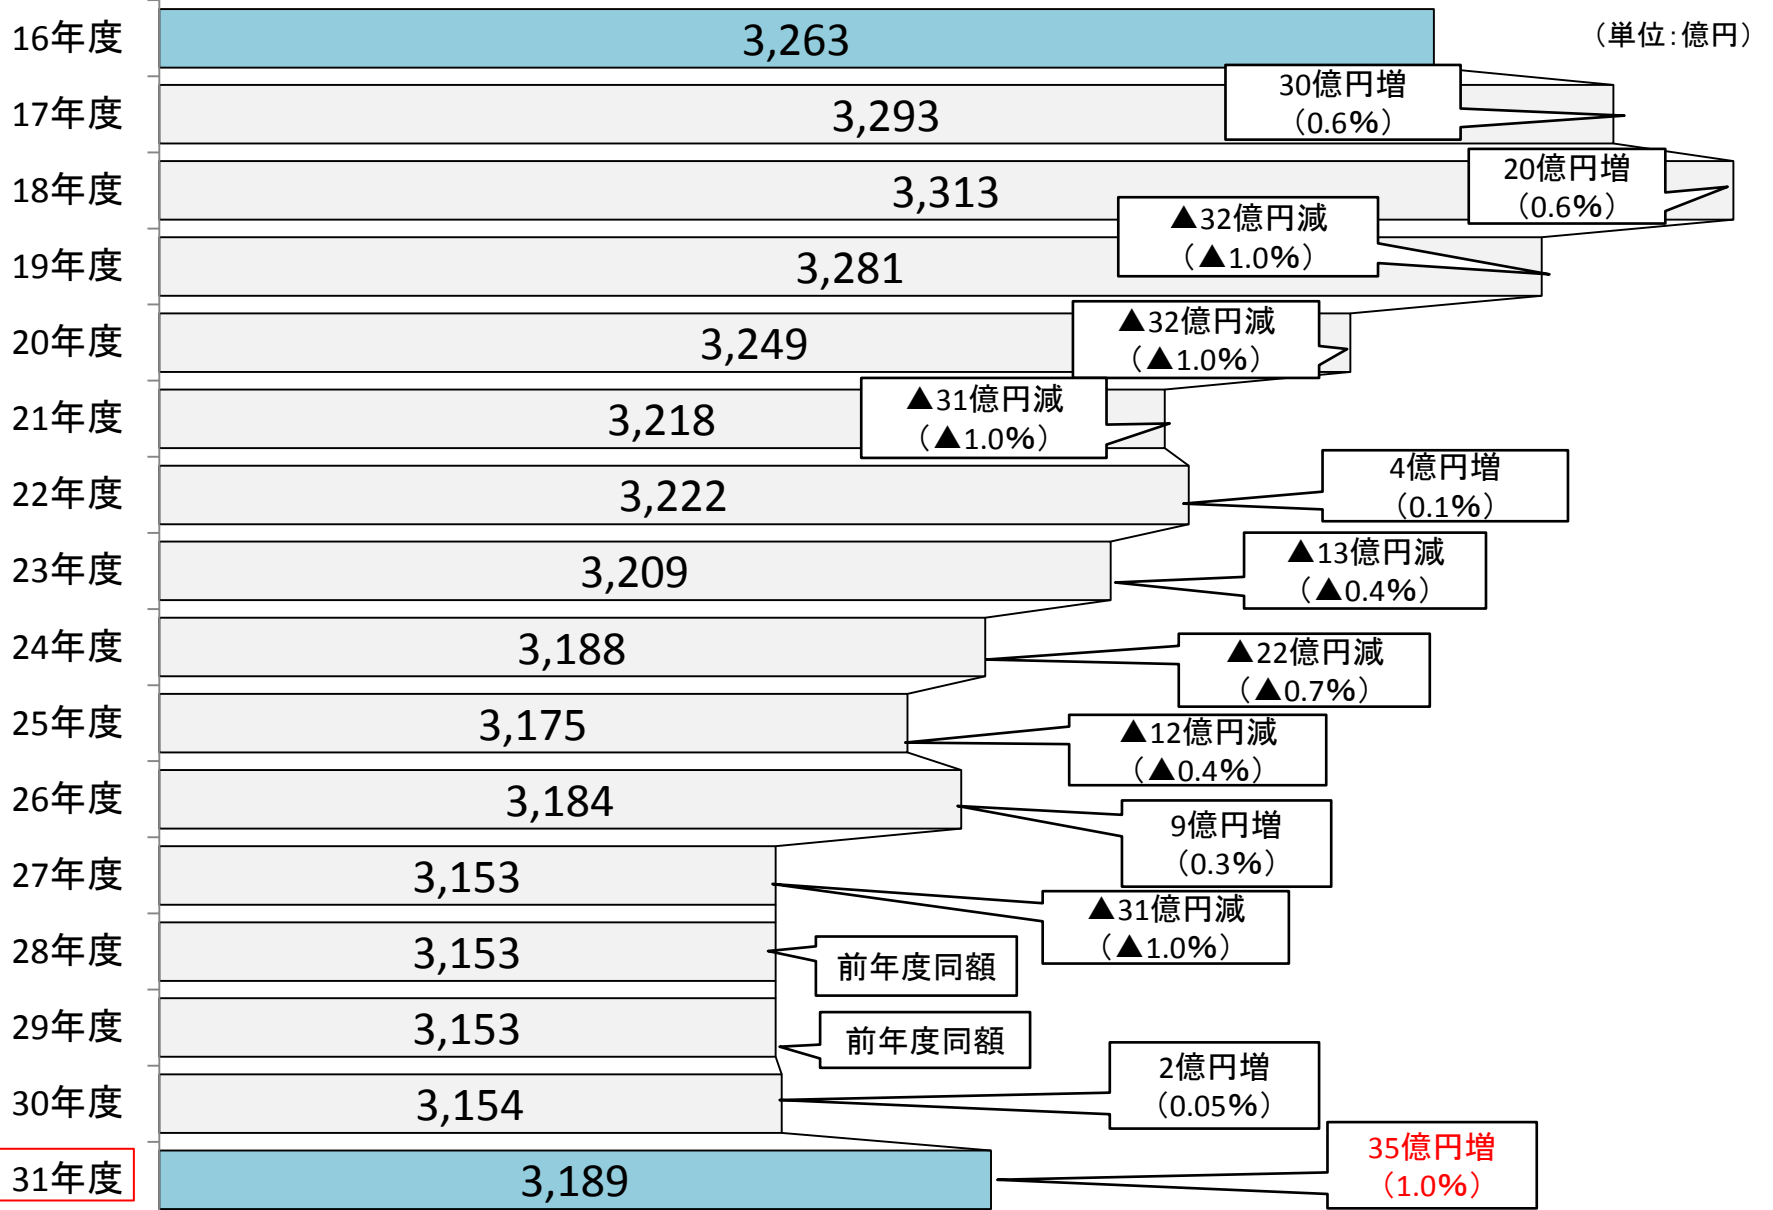 16年度
3,263
（単位：億円）
17年度
3,293
30億円増
（0.6%）
18年度
3,313
20億円増
（0.6%）
19年度
3,281
▲32億円減
（▲1.0%）
20年度
3,249
▲32億円減
（▲1.0%）
21年度
3,218
▲31億円減
（▲1.0%）
22年度
3,222
4億円増
（0.1%）
23年度
3,209
▲13億円減
（▲0.4%）
24年度
3,188
▲22億円減
（▲0.7%）
25年度
3,175
▲12億円減
（▲0.4%）
26年度
3,184
9億円増
（0.3%）
27年度
3,153
▲31億円減
（▲1.0%）
28年度
3,153
前年度同額
29年度
3,153
前年度同額
30年度
3,154
2億円増
（0.05%）
31年度
3,189
35億円増
（1.0%）